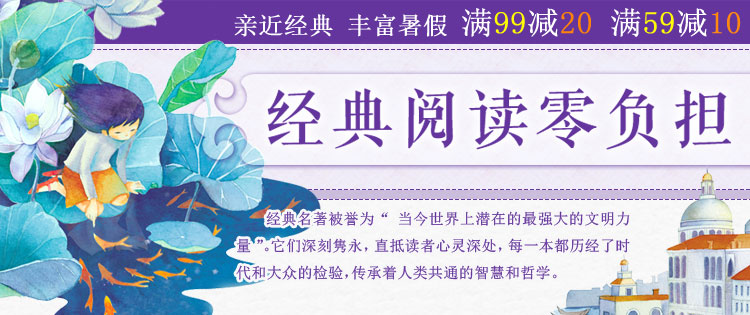 亲近经典 丰富暑假 满99减20 满59减10
经典阅读零负担
经典名著被誉为“当今世界上潜在的最强大的文明力
量”。它们深刻隽永，直抵读者心灵深处，每一本都历经了时
代和大众的检验，传承着人类共通的智慧和哲学。